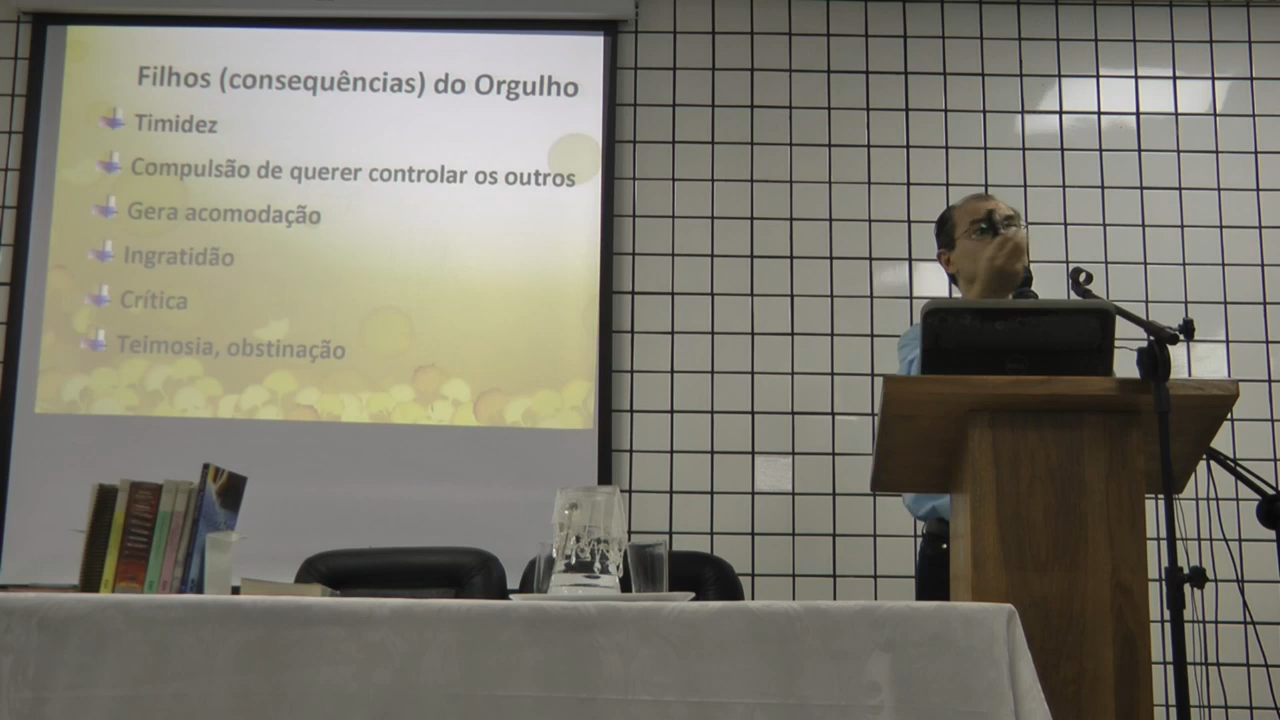 Filhos (consequências) do Orgulho
Timidez
Compulsão de querer controlar os outros
Gera acomodação
Ingratidão
Crítica
Teimosia, obstinação